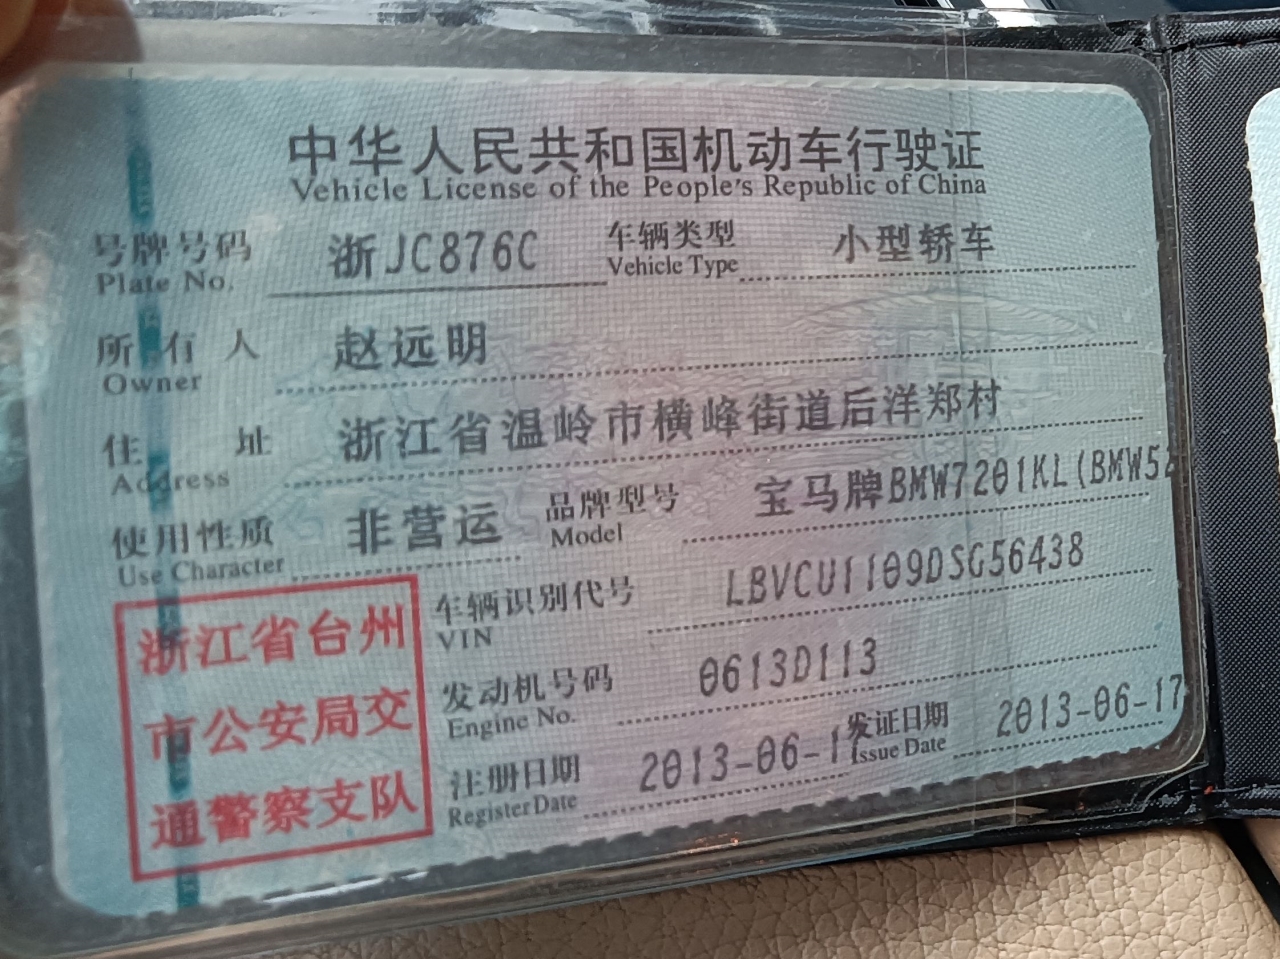 中华人民共和国机动车行驶证
Vehicle License of the People's Republic of China
号牌号码 浙JC876C 车辆类型 小型轿车
Plate No. Vehicle Type
所有人 赵远明
Owner
住址 浙江省温岭市横峰街道后洋郑村
Address
使用性质 非营运 品牌型号 宝马牌BMW7201KL(BMW52
Use Character Model
车辆识别代号 LBVCU1109DSG56438
VIN
发动机号码 0613D113
Engine No.
注册日期 2013-06-17 发证日期 2013-06-17
Register Date Issue Date
浙江省台州
市公安局交
通警察支队